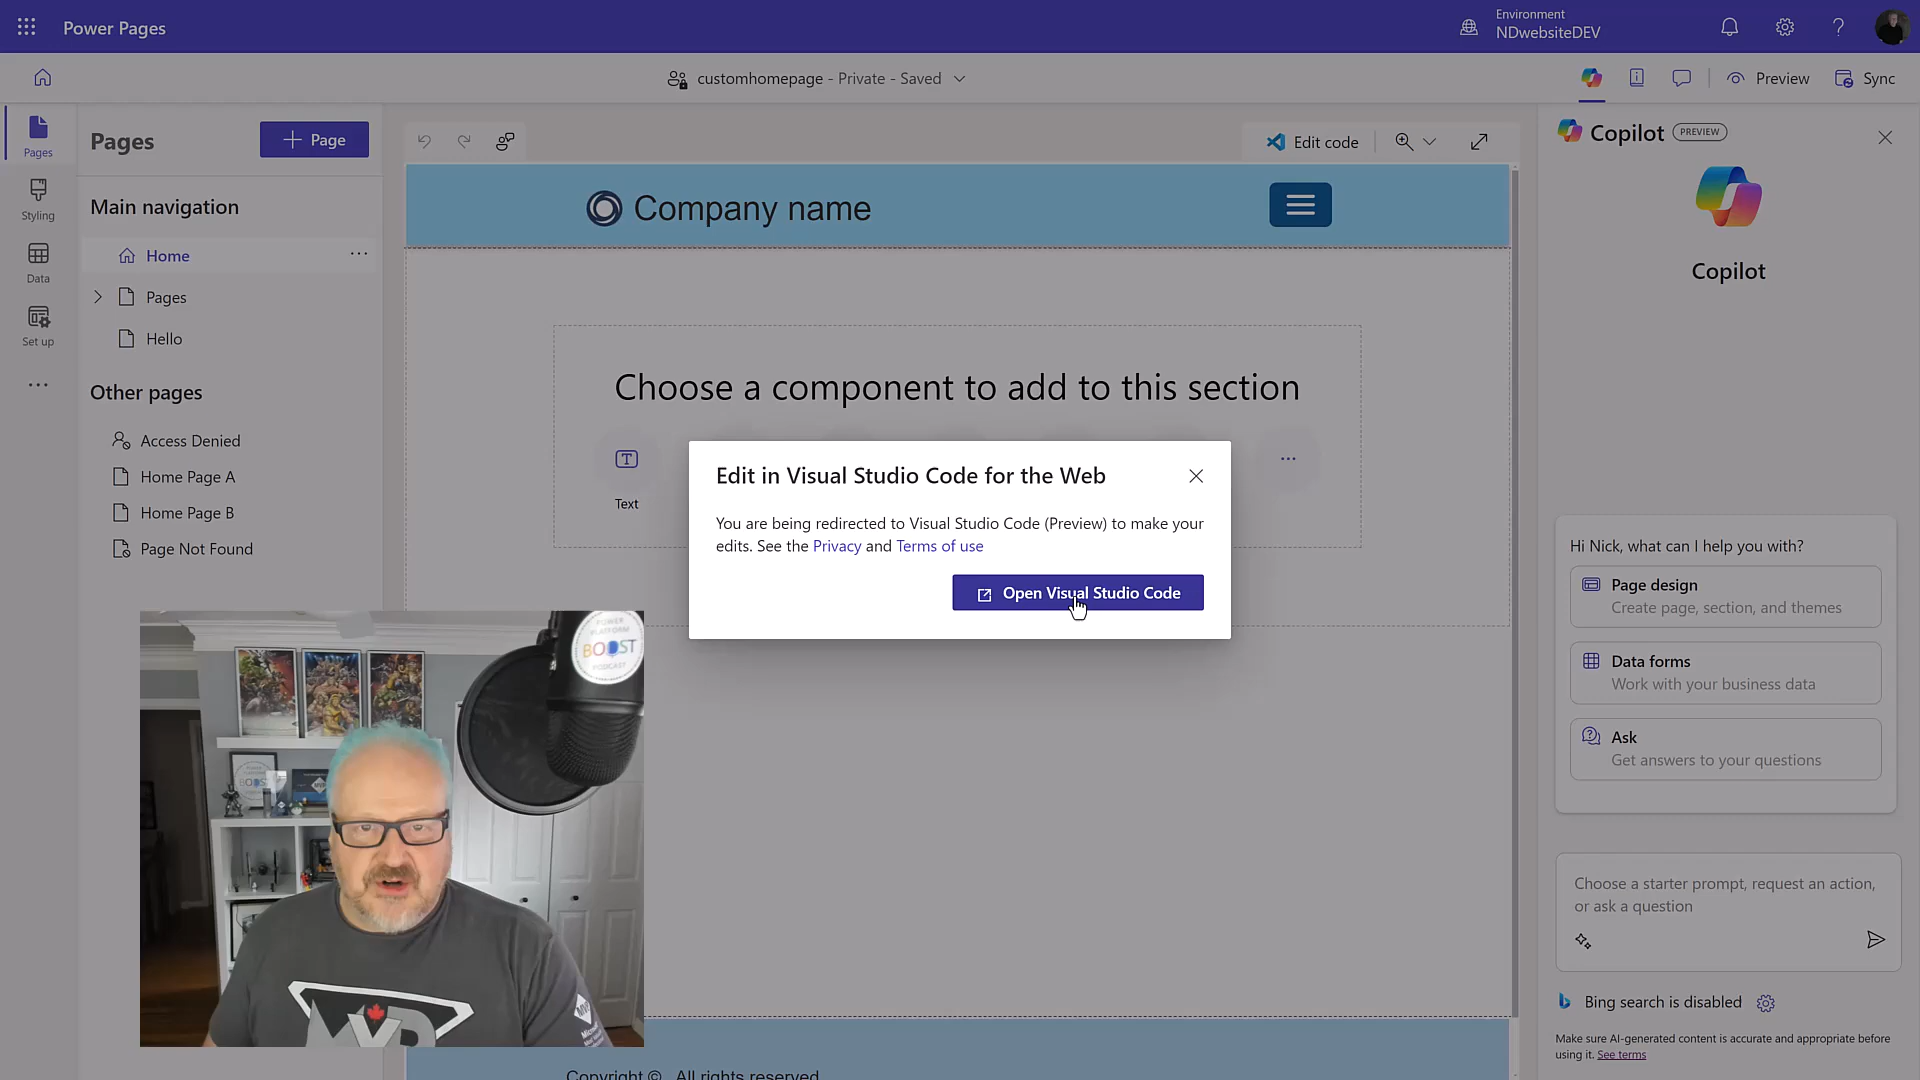 Power Pages
Environment
NDwebsiteDEV
customhomepage - Private - Saved
Preview
Sync
Pages
Styling
Data
Set up
Pages
Page
Main navigation
Home
Pages
Hello
Other pages
Access Denied
Home Page A
Home Page B
Page Not Found
Edit code
Company name
Choose a component to add to this section
Text
Edit in Visual Studio Code for the Web
You are being redirected to Visual Studio Code (Preview) to make your
edits. See the Privacy and Terms of use
Open Visual Studio Code
Copyright © . All rights reserved.
Copilot PREVIEW
Copilot
Hi Nick, what can I help you with?
Page design
Create page, section, and themes
Data forms
Work with your business data
Ask
Get answers to your questions
Choose a starter prompt, request an action,
or ask a question
Bing search is disabled
Make sure AI-generated content is accurate and appropriate before
using it. See terms
POWER
PLATFORM
BOOST
PODCAST